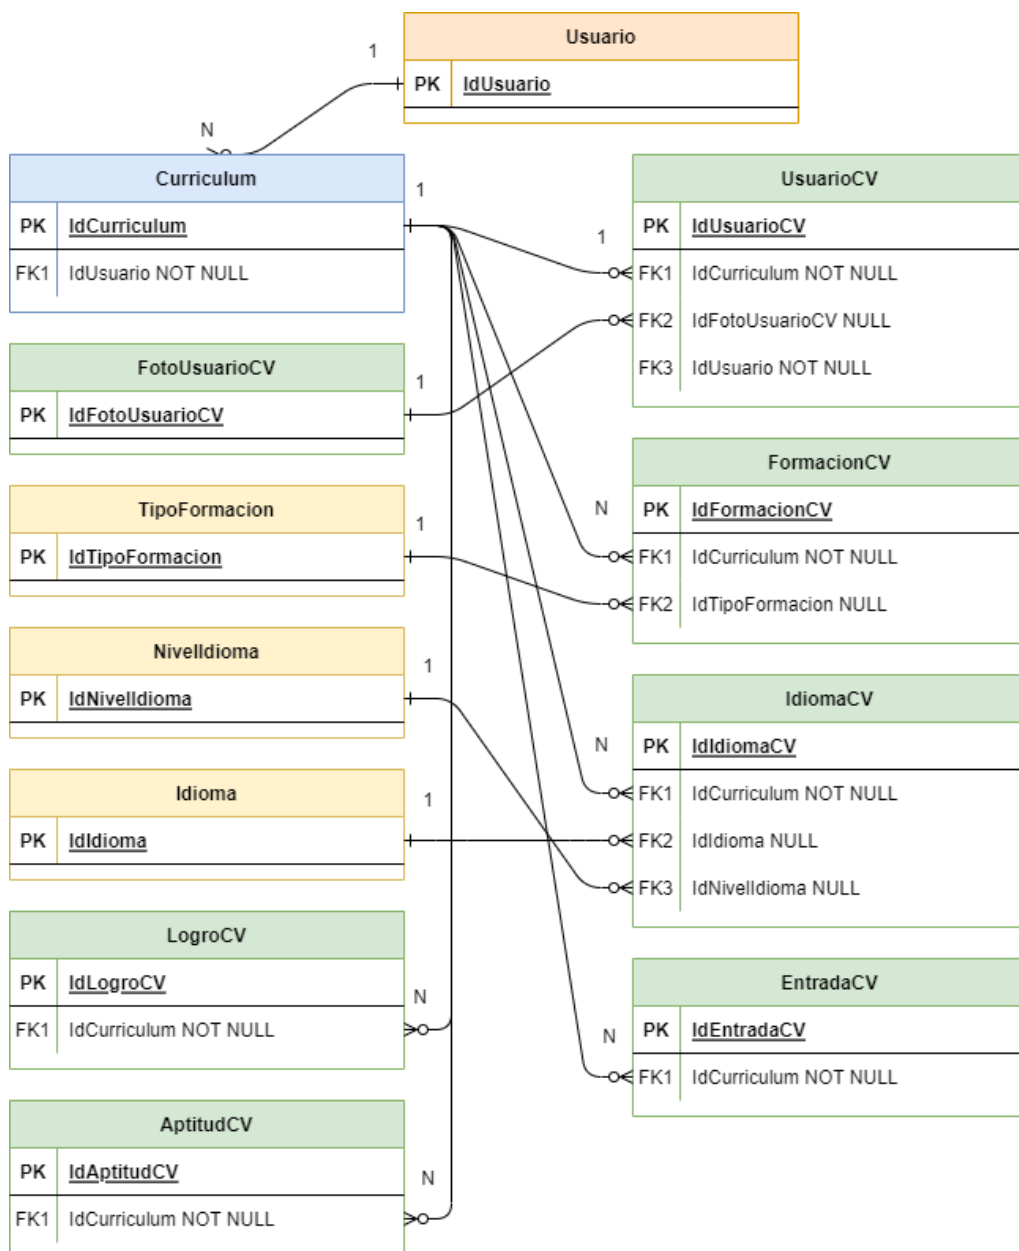 Usuario
1
PK IdUsuario
N
Curriculum
1
PK IdCurriculum
FK1 IdUsuario NOT NULL
UsuarioCV
PK IdUsuarioCV
1
FK1 IdCurriculum NOT NULL
FK2 IdFotoUsuarioCV NULL
FK3 IdUsuario NOT NULL
FotoUsuarioCV
1
PK IdFotoUsuarioCV
FormacionCV
N
PK IdFormacionCV
FK1 IdCurriculum NOT NULL
FK2 IdTipoFormacion NULL
TipoFormacion
1
PK IdTipoFormacion
NivelIdioma
1
PK IdNivelIdioma
IdiomaCV
N
PK IdIdiomaCV
FK1 IdCurriculum NOT NULL
FK2 IdIdioma NULL
FK3 IdNivelIdioma NULL
Idioma
1
PK IdIdioma
LogroCV
PK IdLogroCV
N
FK1 IdCurriculum NOT NULL
EntradaCV
PK IdEntradaCV
N
FK1 IdCurriculum NOT NULL
AptitudCV
PK IdAptitudCV
N
FK1 IdCurriculum NOT NULL